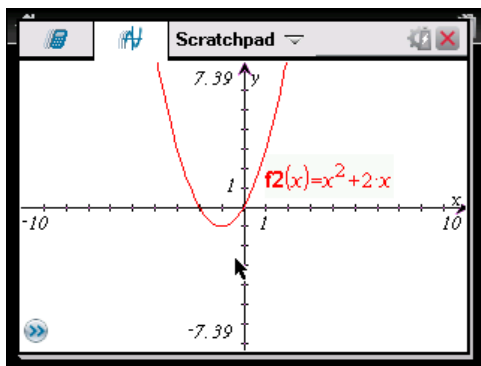 Scratchpad
7.39 y
1
f2(x)=x²+2·x
x
-10 1 10
-7.39